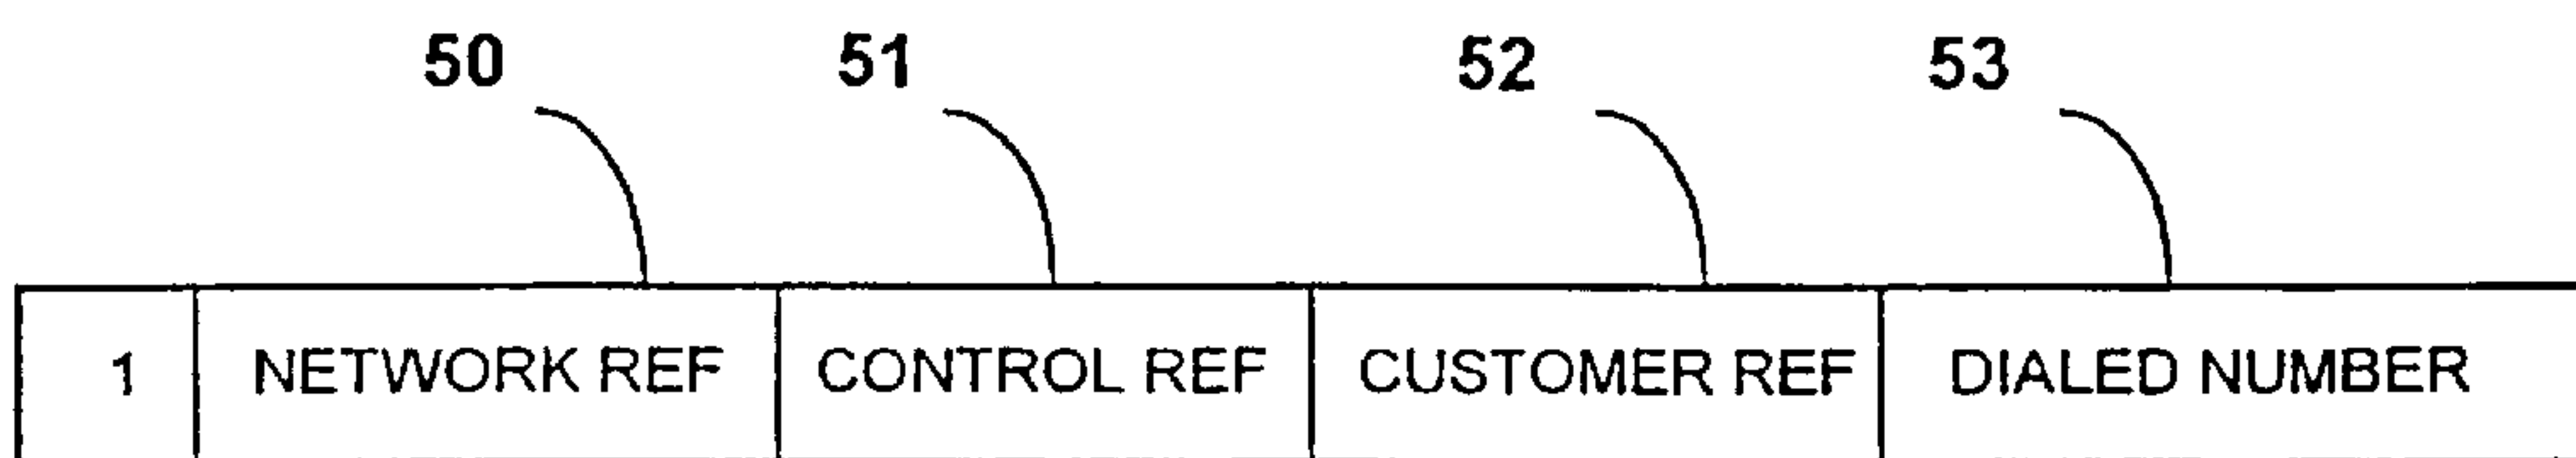 50 51 52 53
1 NETWORK REF CONTROL REF CUSTOMER REF DIALED NUMBER